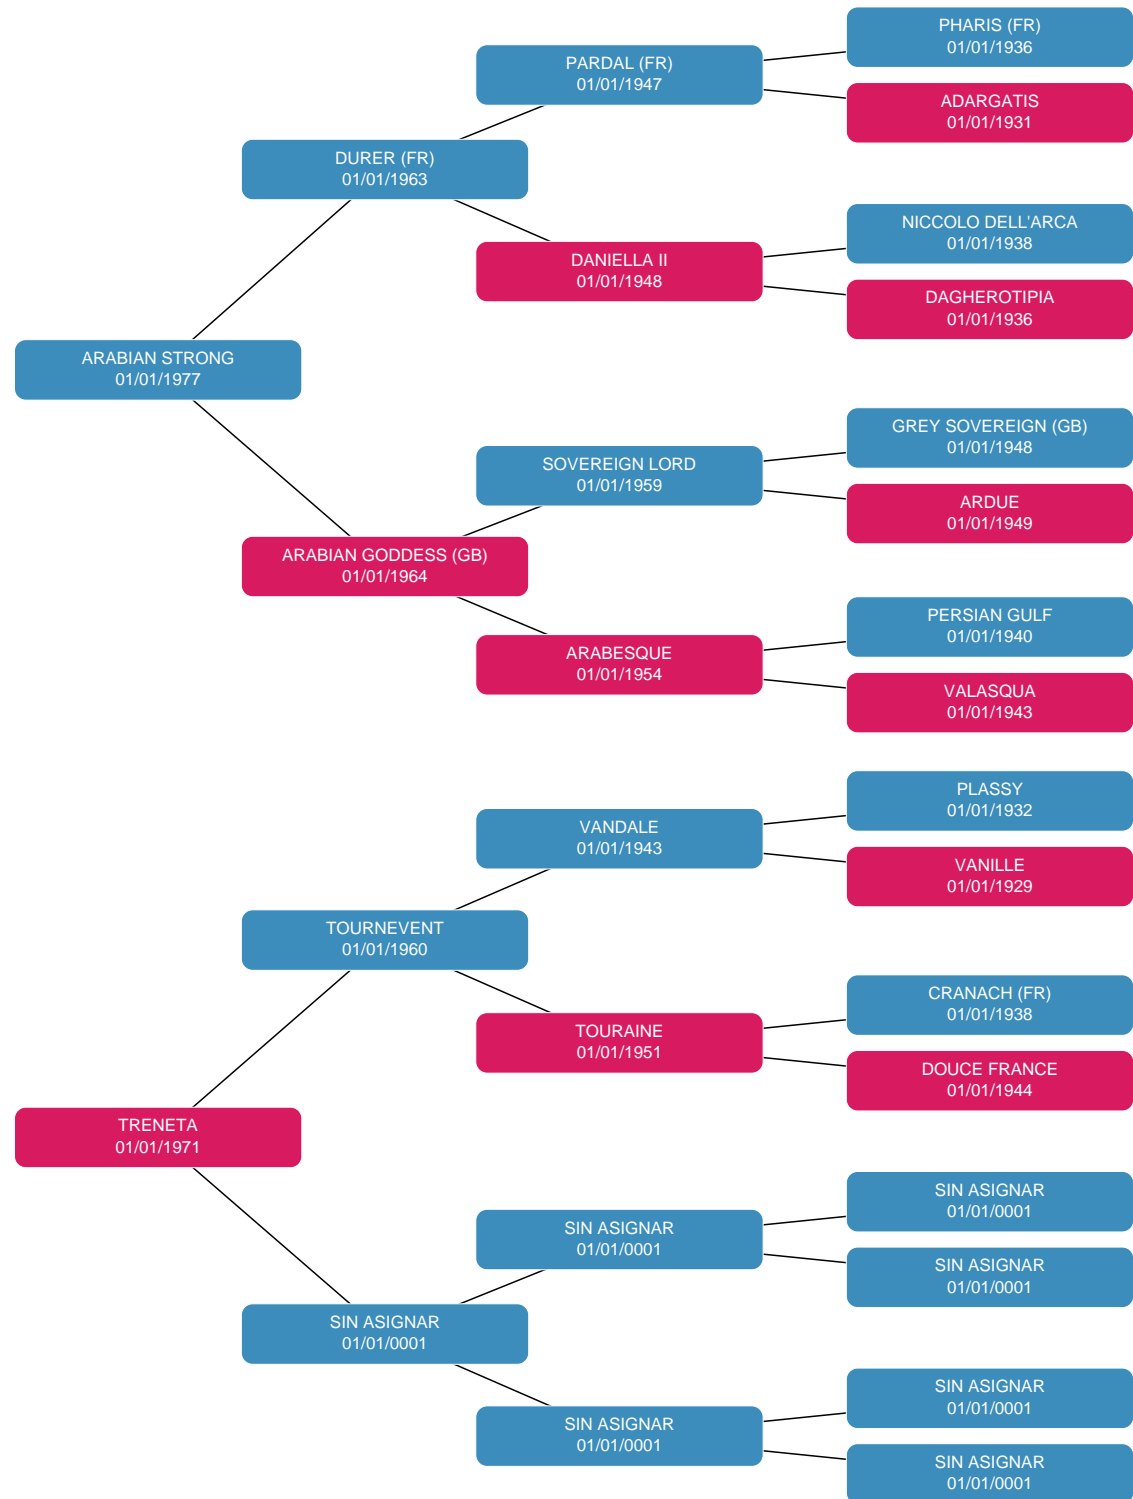 PHARIS (FR)
01/01/1936
PARDAL (FR)
01/01/1947
ADARGATIS
01/01/1931
DURER (FR)
01/01/1963
NICCOLO DELL'ARCA
01/01/1938
DANIELLA II
01/01/1948
DAGHEROTIPIA
01/01/1936
ARABIAN STRONG
01/01/1977
GREY SOVEREIGN (GB)
01/01/1948
SOVEREIGN LORD
01/01/1959
ARDUE
01/01/1949
ARABIAN GODDESS (GB)
01/01/1964
PERSIAN GULF
01/01/1940
ARABESQUE
01/01/1954
VALASQUA
01/01/1943
PLASSY
01/01/1932
VANDALE
01/01/1943
VANILLE
01/01/1929
TOURNEVENT
01/01/1960
CRANACH (FR)
01/01/1938
TOURAINE
01/01/1951
DOUCE FRANCE
01/01/1944
TRENETA
01/01/1971
SIN ASIGNAR
01/01/0001
SIN ASIGNAR
01/01/0001
SIN ASIGNAR
01/01/0001
SIN ASIGNAR
01/01/0001
SIN ASIGNAR
01/01/0001
SIN ASIGNAR
01/01/0001
SIN ASIGNAR
01/01/0001